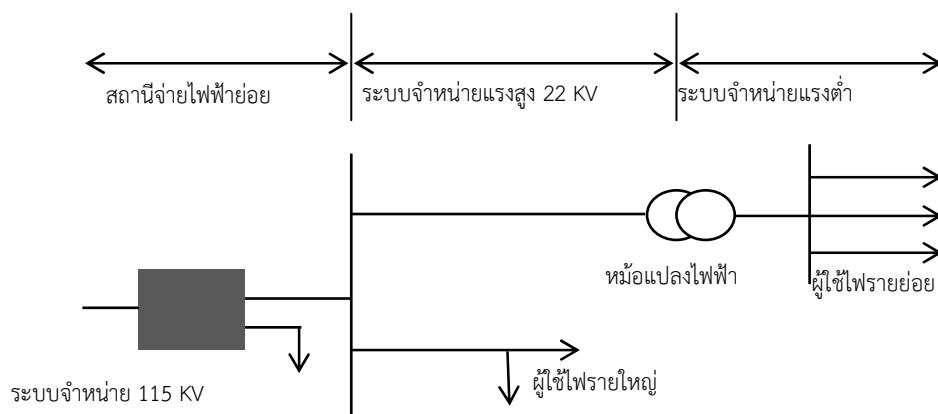 สถานีจ่ายไฟฟ้าย่อย
ระบบจำหน่ายแรงสูง 22 KV
ระบบจำหน่ายแรงต่ำ
หม้อแปลงไฟฟ้า
ผู้ใช้ไฟรายย่อย
ผู้ใช้ไฟรายใหญ่
ระบบจำหน่าย 115 KV